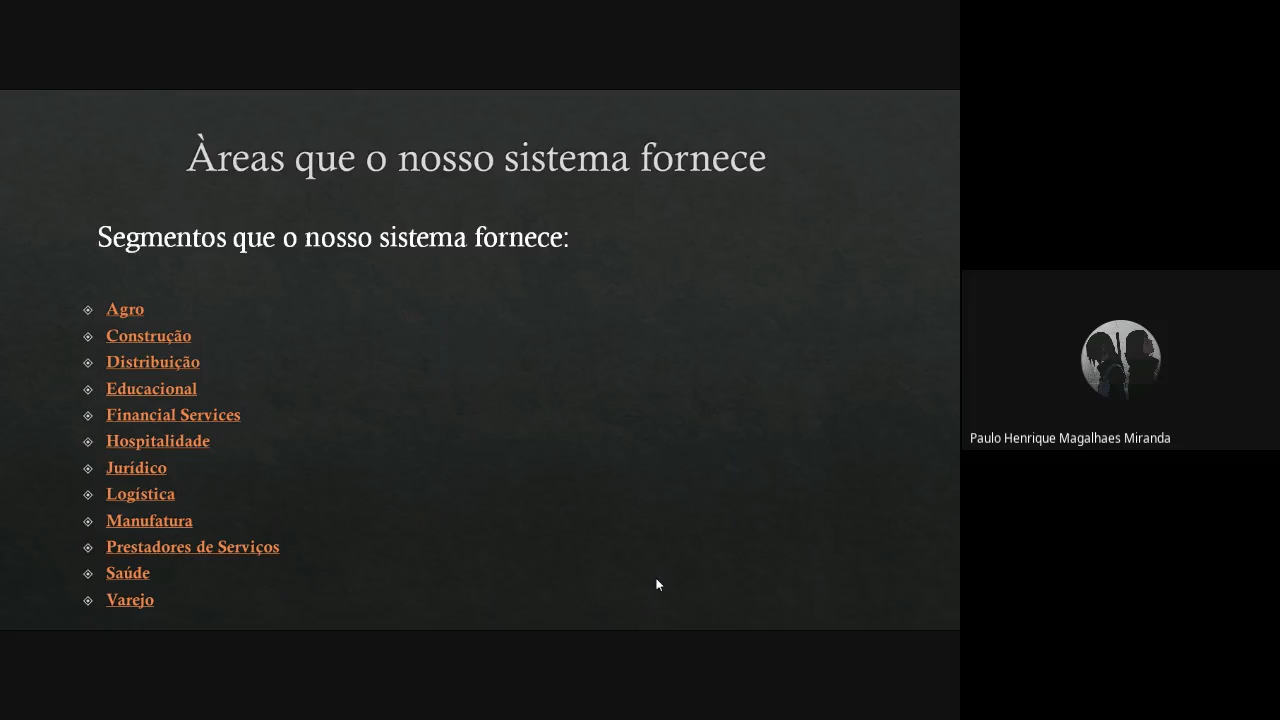 Àreas que o nosso sistema fornece
Segmentos que o nosso sistema fornece:
Agro
Construção
Distribuição
Educacional
Financial Services
Hospitalidade
Jurídico
Logística
Manufatura
Prestadores de Serviços
Saúde
Varejo
Paulo Henrique Magalhaes Miranda